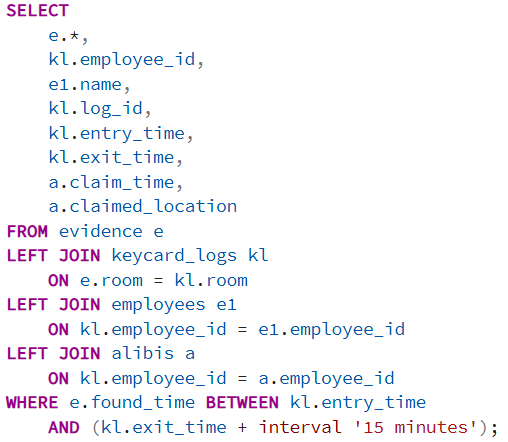 SELECT
    e.*,
    kl.employee_id,
    e1.name,
    kl.log_id,
    kl.entry_time,
    kl.exit_time,
    a.claim_time,
    a.claimed_location
FROM evidence e
LEFT JOIN keycard_logs kl
    ON e.room = kl.room
LEFT JOIN employees e1
    ON kl.employee_id = e1.employee_id
LEFT JOIN alibis a
    ON kl.employee_id = a.employee_id
WHERE e.found_time BETWEEN kl.entry_time
    AND (kl.exit_time + interval '15 minutes');